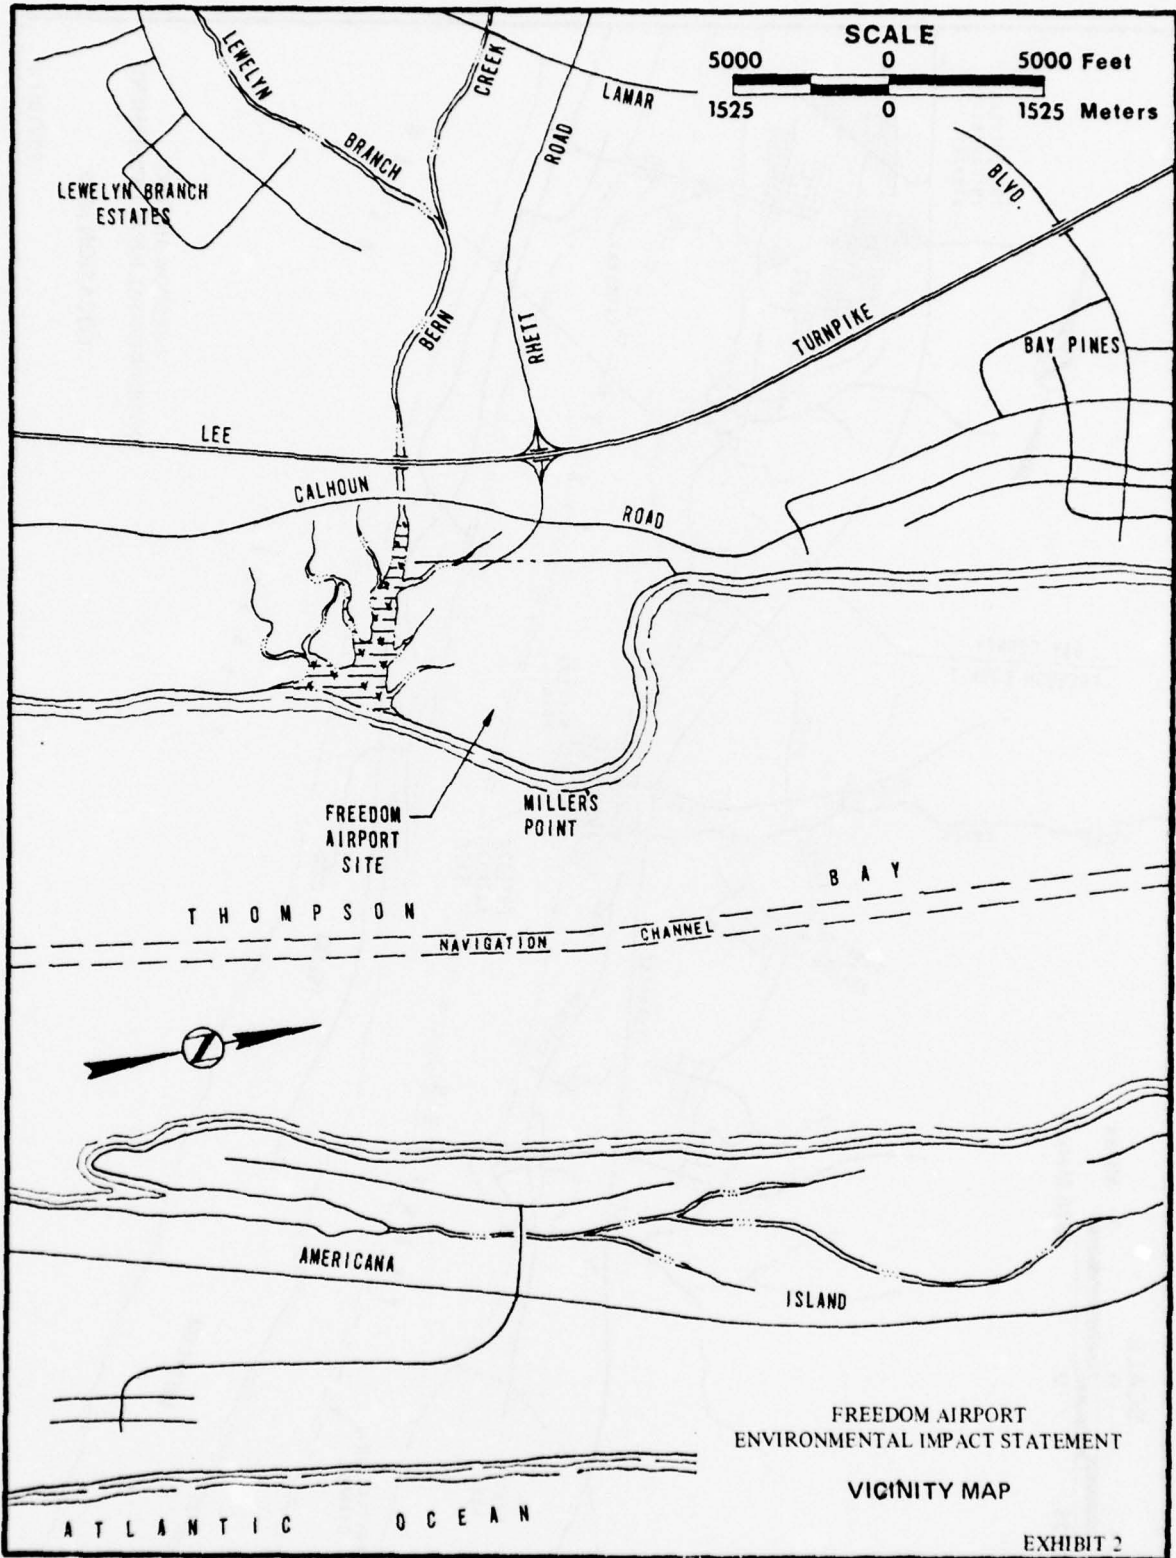 SCALE
5000 0 5000 Feet
1525 0 1525 Meters
LEWELYN
BRANCH
CREEK
LAMAR
ROAD
BLVD.
LEWELYN BRANCH
ESTATES
BERN
RHETT
TURNPIKE
BAY PINES
LEE
CALHOUN
ROAD
FREEDOM
AIRPORT
SITE
MILLER'S
POINT
THOMPSON
BAY
NAVIGATION
CHANNEL
Z
AMERICANA
ISLAND
FREEDOM AIRPORT
ENVIRONMENTAL IMPACT STATEMENT
VICINITY MAP
ATLANTIC OCEAN
EXHIBIT 2